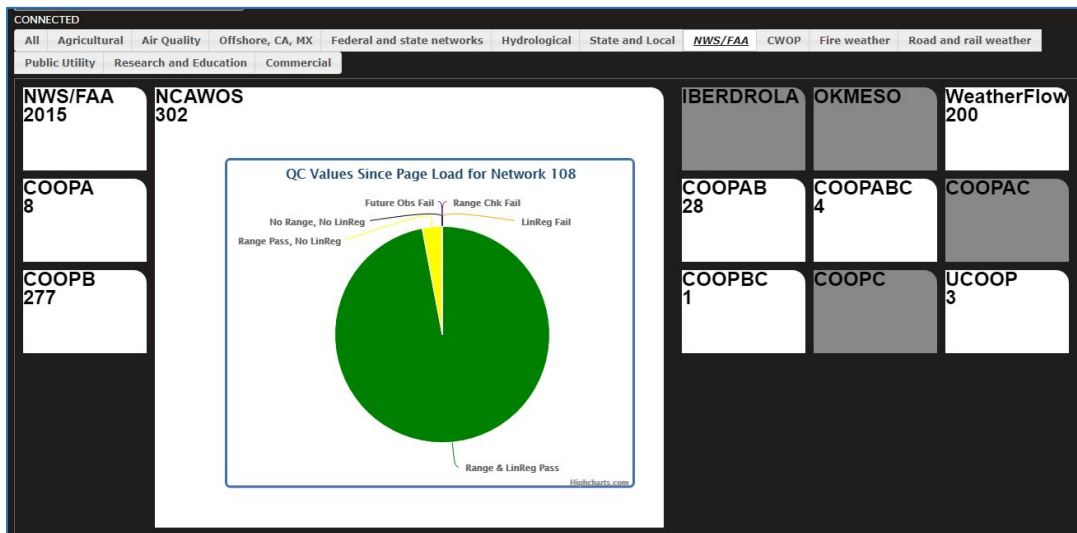 CONNECTED
All Agricultural Air Quality Offshore, CA, MX Federal and state networks Hydrological State and Local NWS/FAA CWOP Fire weather Road and rail weather
Public Utility Research and Education Commercial
NWS/FAA
2015
NCAWOS
302
IBERDROLA
OKMESO
WeatherFlow
200
QC Values Since Page Load for Network 108
Future Obs Fail
Range Chk Fail
No Range, No LinReg
LinReg Fail
Range Pass, No LinReg
Range & LinReg Pass
Highcharts.com
COOPA
8
COOPAB
28
COOPABC
4
COOPAC
COOPB
277
COOPBC
1
COOPC
UCOOP
3